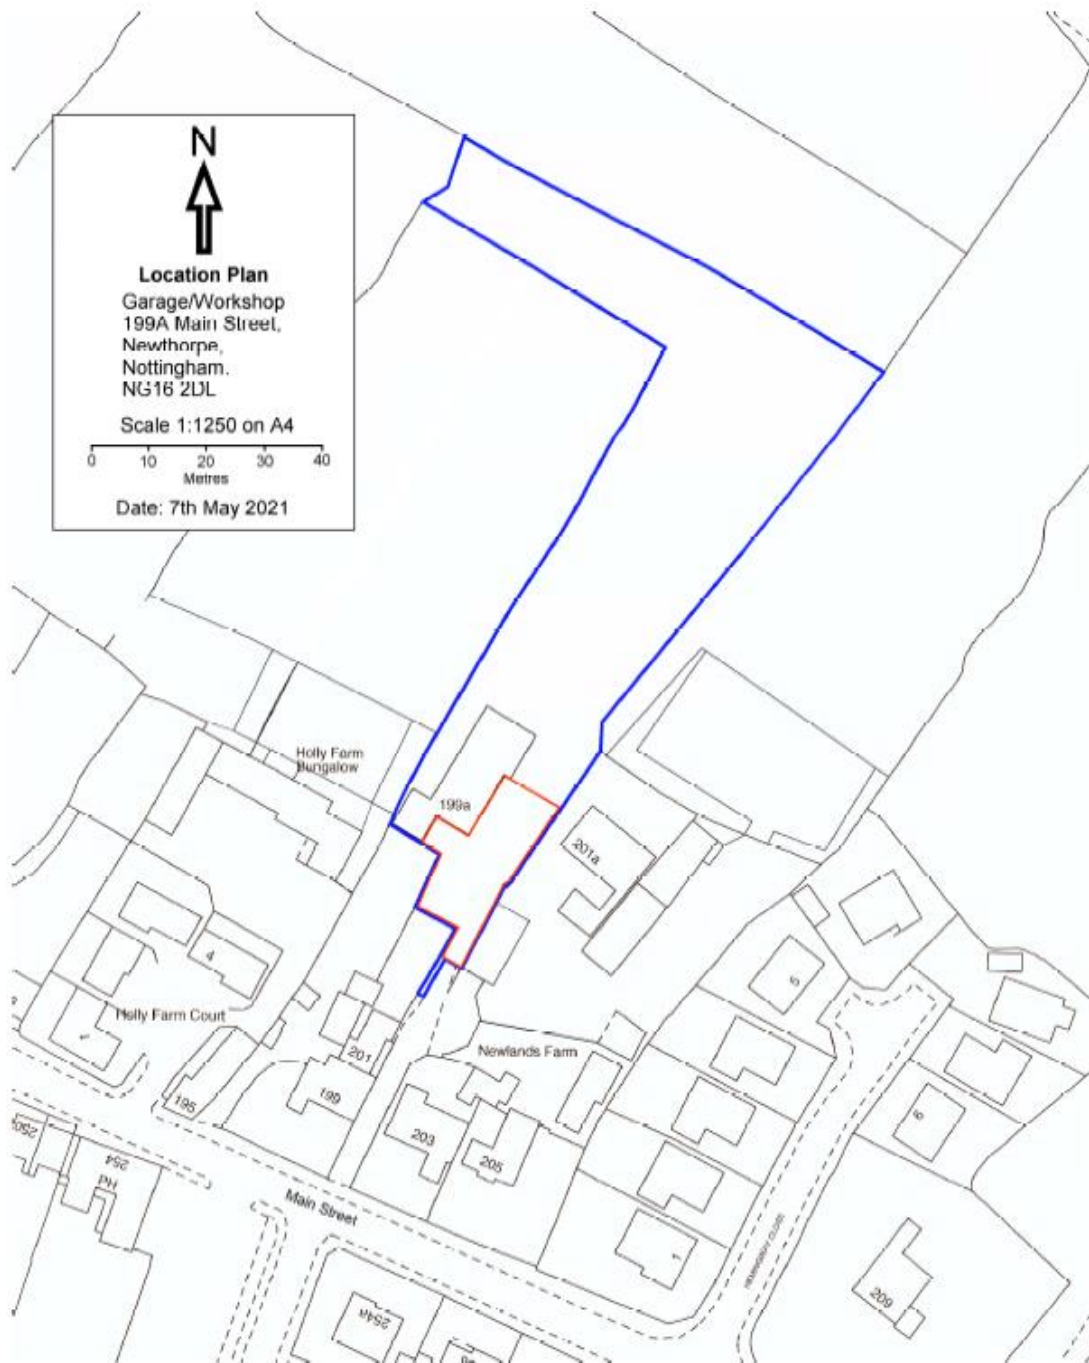 N
Location Plan
Garage/Workshop
199A Main Street,
Newthorpe,
Nottingham.
NG16 2DL
Scale 1:1250 on A4
0 10 20 30 40
Metres
Date: 7th May 2021
Holly Farm
Bungalow
199a
201a
4
5
Holly Farm Court
201
Newlands Farm
199
195
203
205
6
254
PH
Main Street
1
209
254a